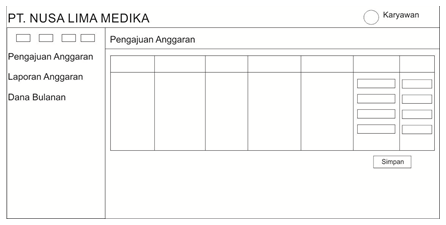 PT. NUSA LIMA MEDIKA
Karyawan
Pengajuan Anggaran
Pengajuan Anggaran
Laporan Anggaran
Dana Bulanan
Simpan